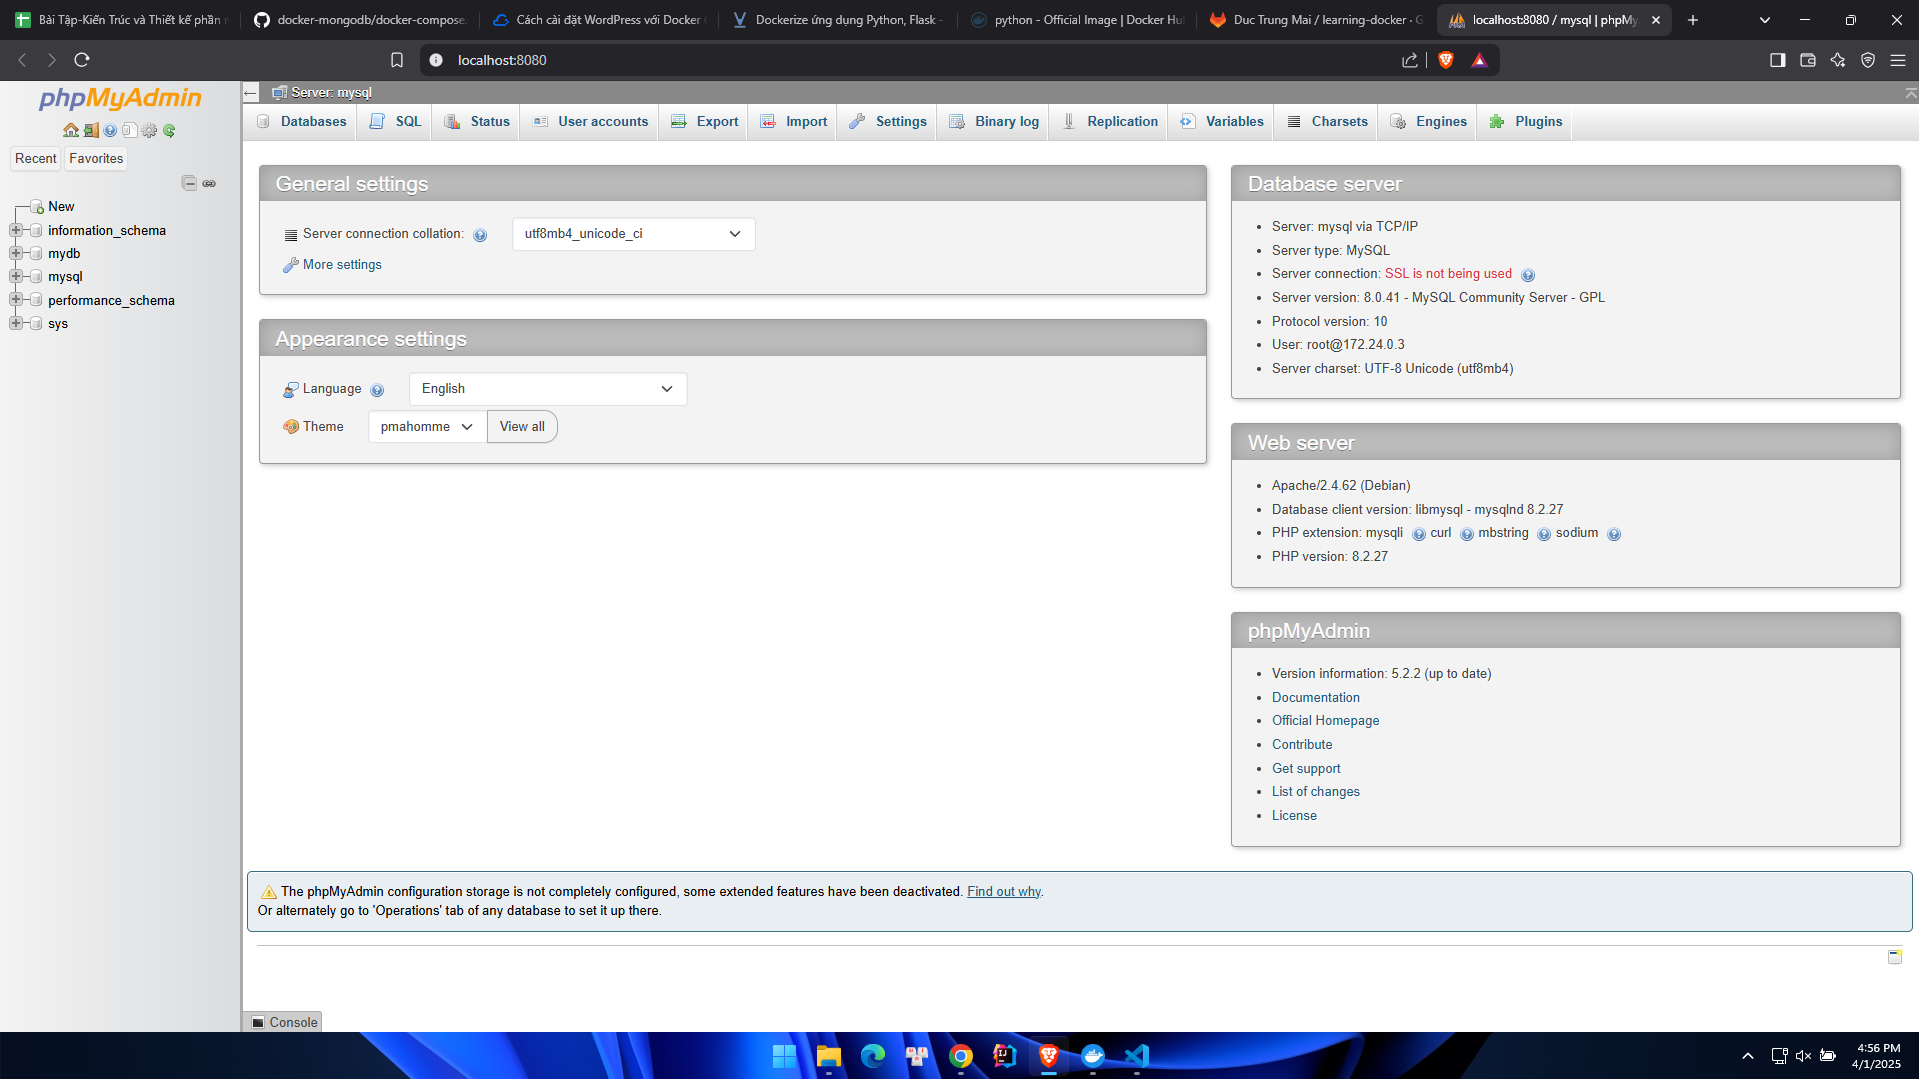 Bài Tập-Kiến Trúc và Thiết kế phần
docker-mongodb/docker-compose.
Cách cài đặt WordPress với Docker
Dockerize ứng dụng Python, Flask -
python - Official Image | Docker Hu
Duc Trung Mai / learning-docker · G
localhost:8080 / mysql | phpMy
localhost:8080
phpMyAdmin
Recent
Favorites
New
information_schema
mydb
mysql
performance_schema
sys
Server: mysql
Databases
SQL
Status
User accounts
Export
Import
Settings
Binary log
Replication
Variables
Charsets
Engines
Plugins
General settings
Server connection collation:
utf8mb4_unicode_ci
More settings
Appearance settings
Language
English
Theme
pmahomme
View all
Database server
Server: mysql via TCP/IP
Server type: MySQL
Server connection: SSL is not being used
Server version: 8.0.41 - MySQL Community Server - GPL
Protocol version: 10
User: root@172.24.0.3
Server charset: UTF-8 Unicode (utf8mb4)
Web server
Apache/2.4.62 (Debian)
Database client version: libmysql - mysqlnd 8.2.27
PHP extension: mysqli curl mbstring sodium
PHP version: 8.2.27
phpMyAdmin
Version information: 5.2.2 (up to date)
Documentation
Official Homepage
Contribute
Get support
List of changes
License
The phpMyAdmin configuration storage is not completely configured, some extended features have been deactivated. Find out why.
Or alternately go to 'Operations' tab of any database to set it up there.
Console
4:56 PM
4/1/2025